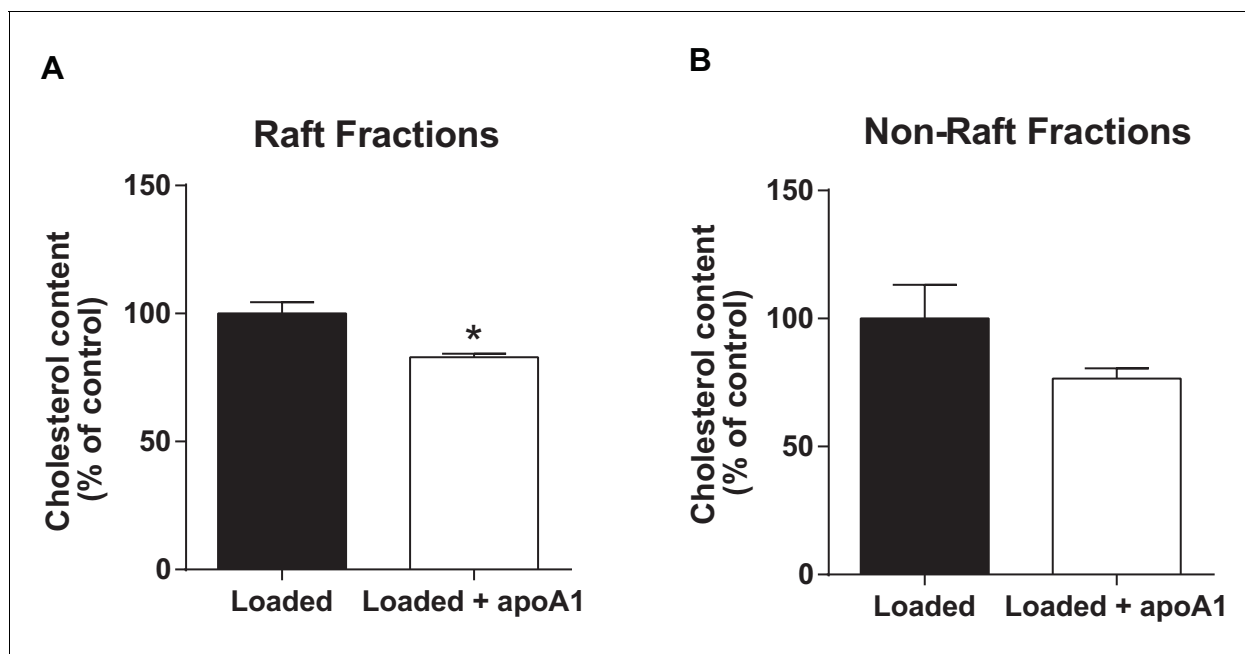 A
Raft Fractions
Cholesterol content
(% of control)
150
100
50
0
*
Loaded
Loaded + apoA1
B
Non-Raft Fractions
Cholesterol content
(% of control)
150
100
50
0
Loaded
Loaded + apoA1